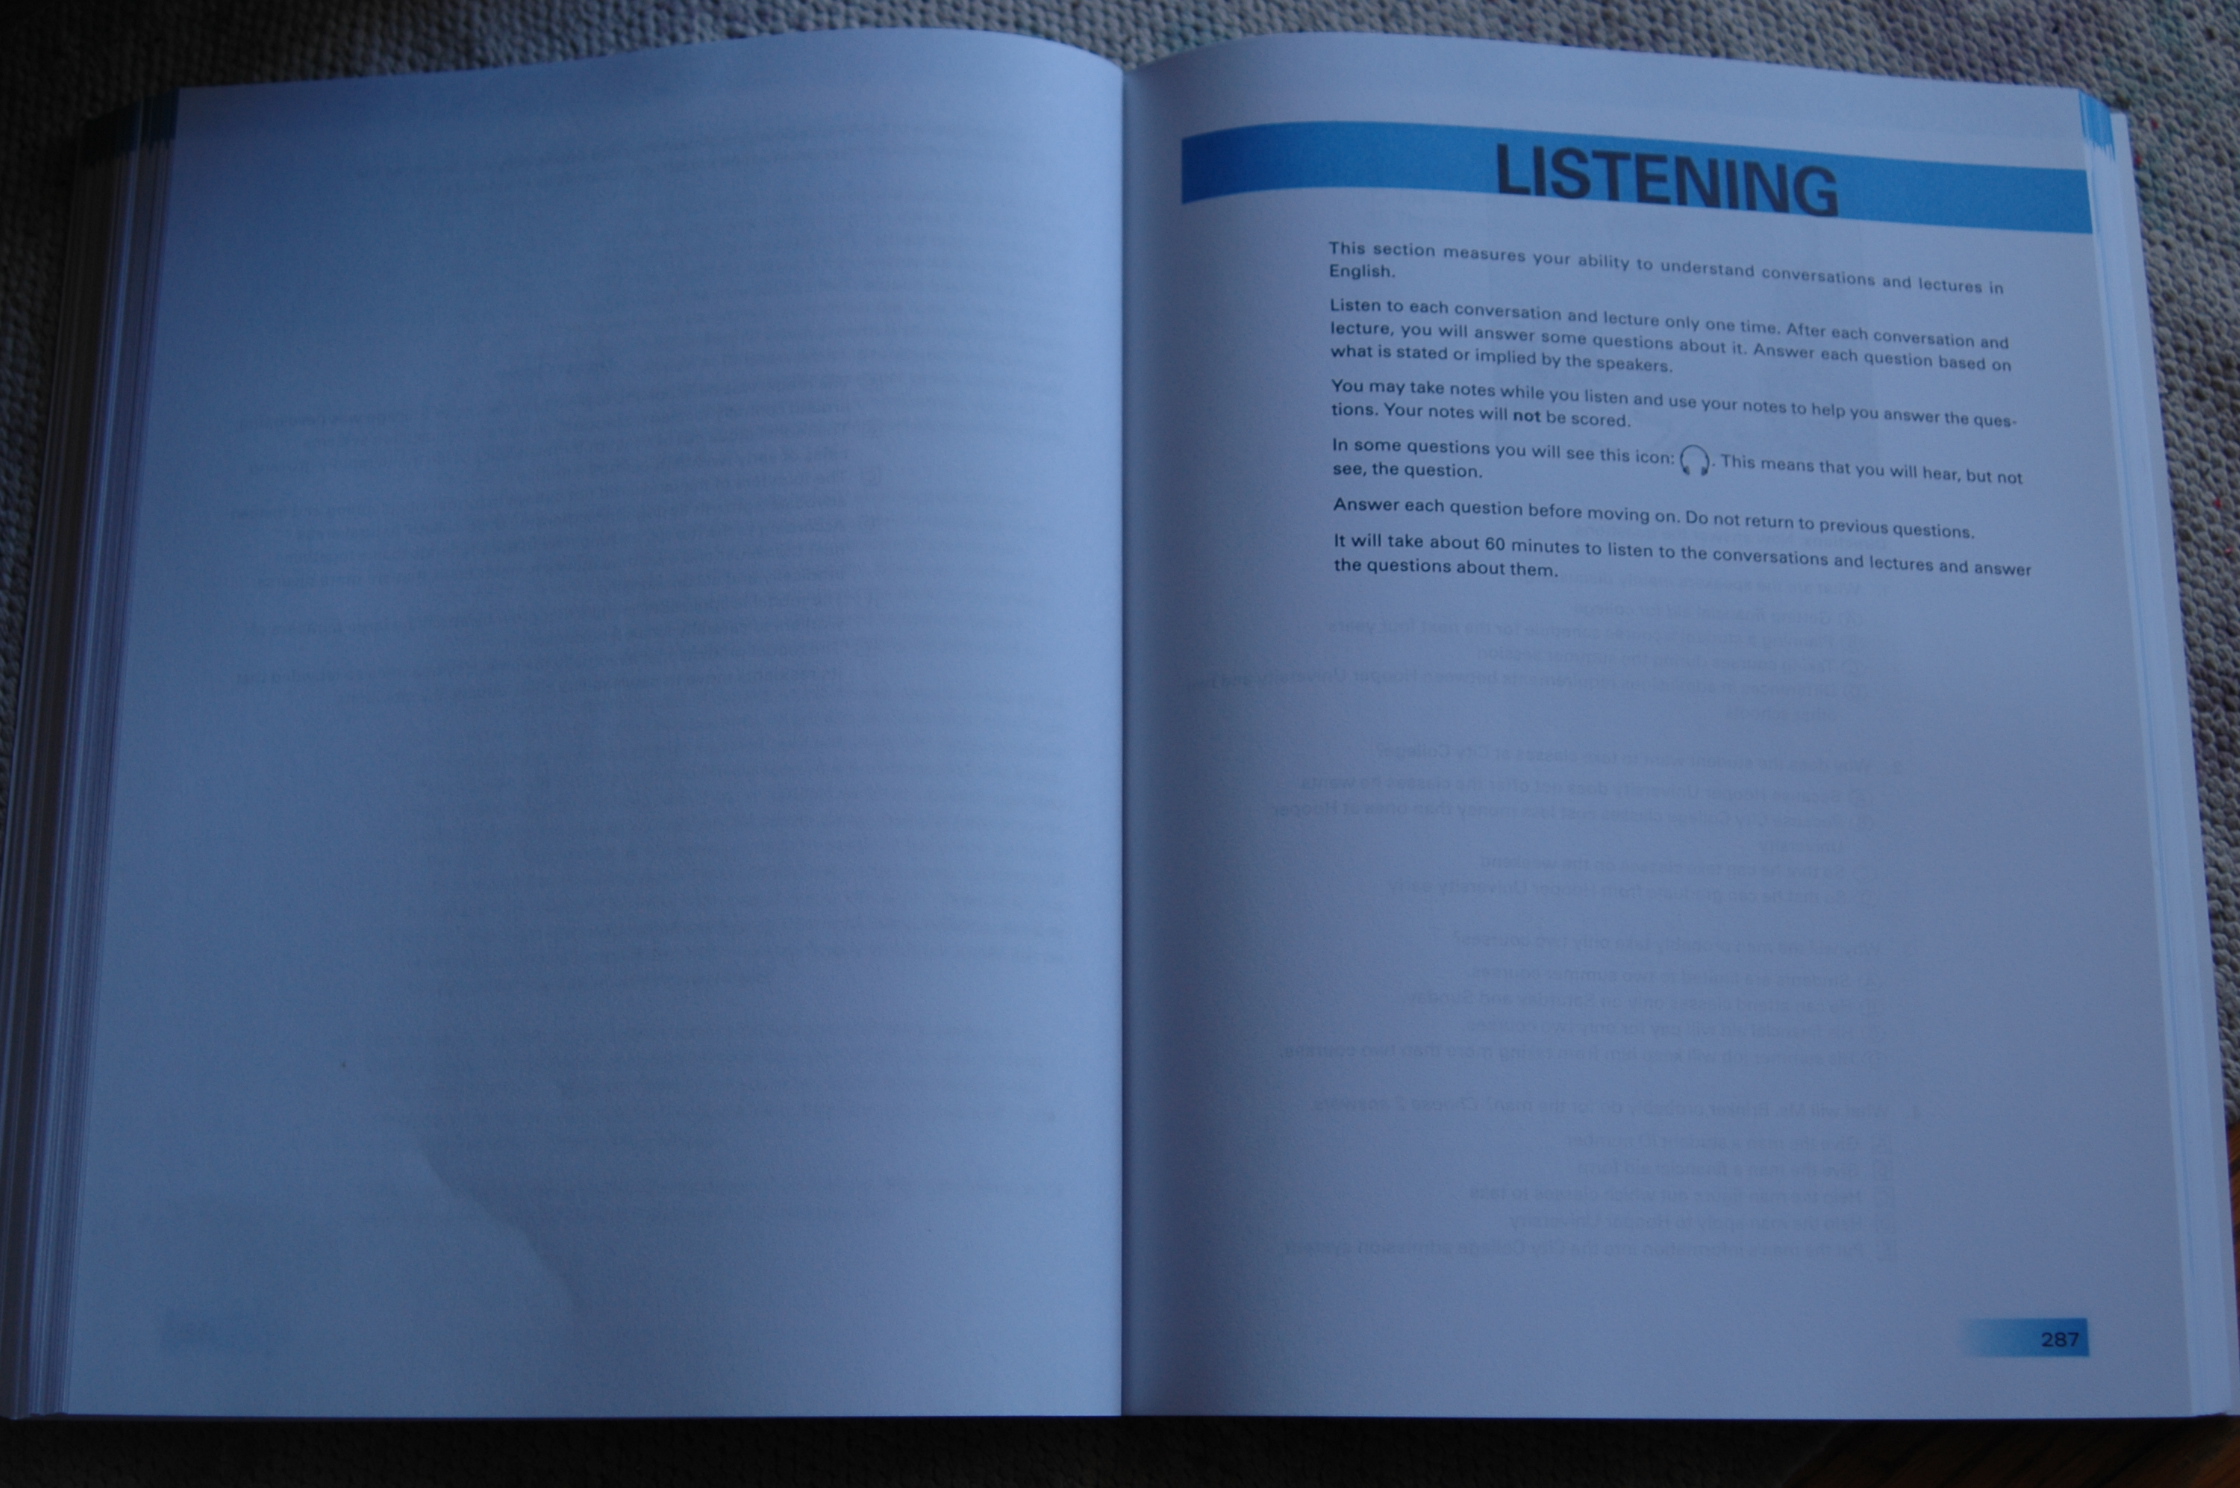 LISTENING
This section measures your ability to understand conversations and lectures in
English.
Listen to each conversation and lecture only one time. After each conversation and
lecture, you will answer some questions about it. Answer each question based on
what is stated or implied by the speakers.
You may take notes while you listen and use your notes to help you answer the ques-
tions. Your notes will not be scored.
In some questions you will see this icon: . This means that you will hear, but not
see, the question.
Answer each question before moving on. Do not return to previous questions.
It will take about 60 minutes to listen to the conversations and lectures and answer
the questions about them.
287